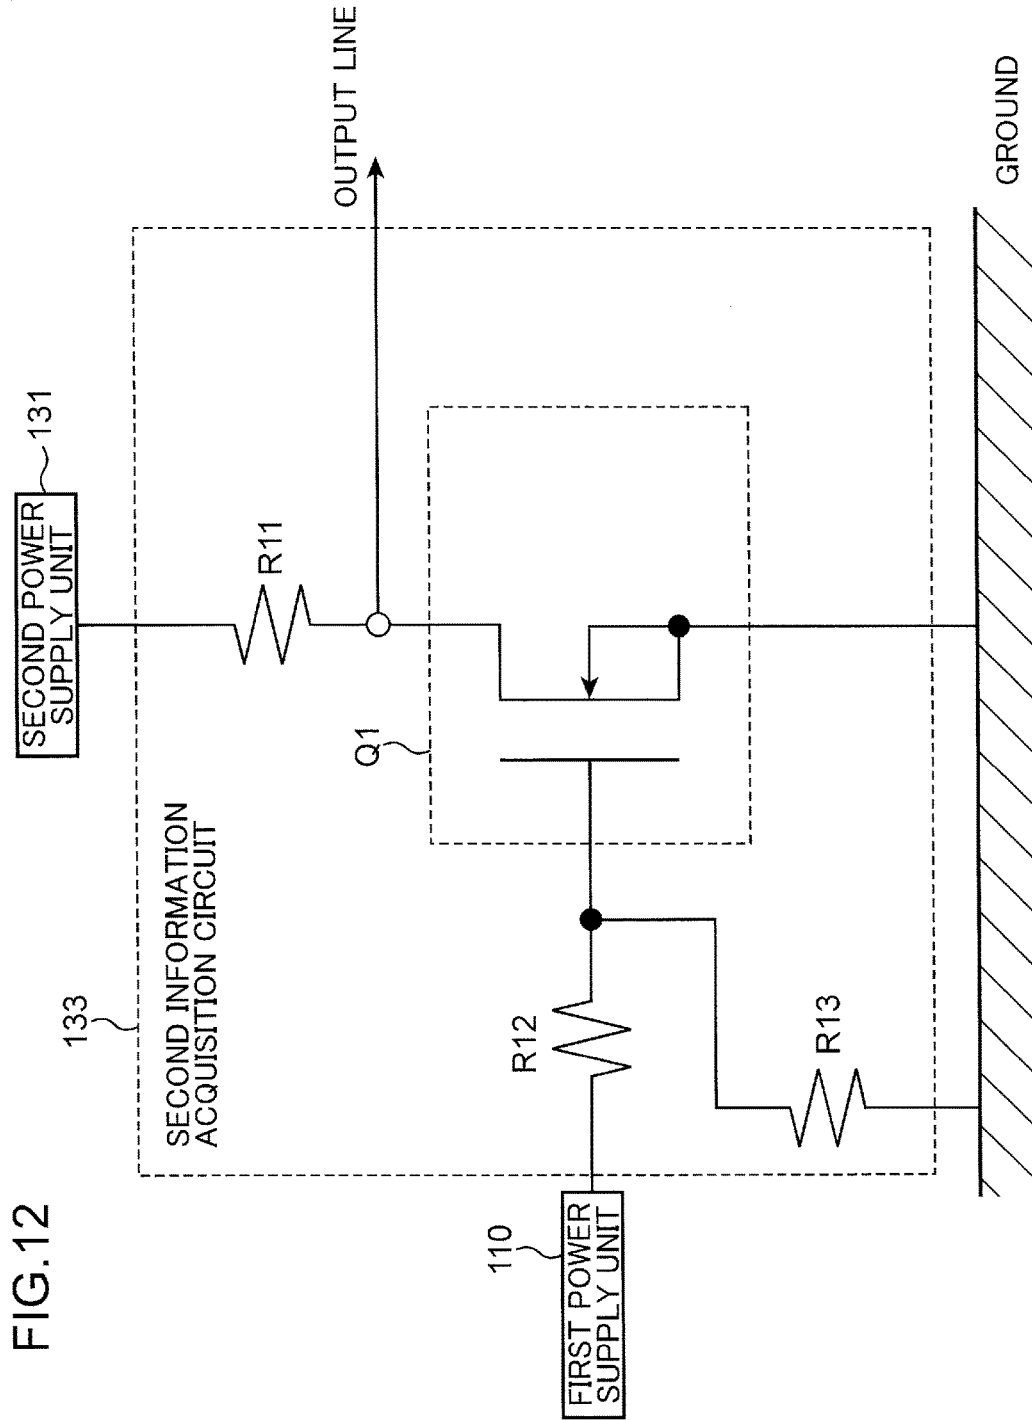 FIG.12
133
SECOND INFORMATION
ACQUISITION CIRCUIT
SECOND POWER
SUPPLY UNIT
131
R11
OUTPUT LINE
Q1
110
FIRST POWER
SUPPLY UNIT
R12
R13
GROUND